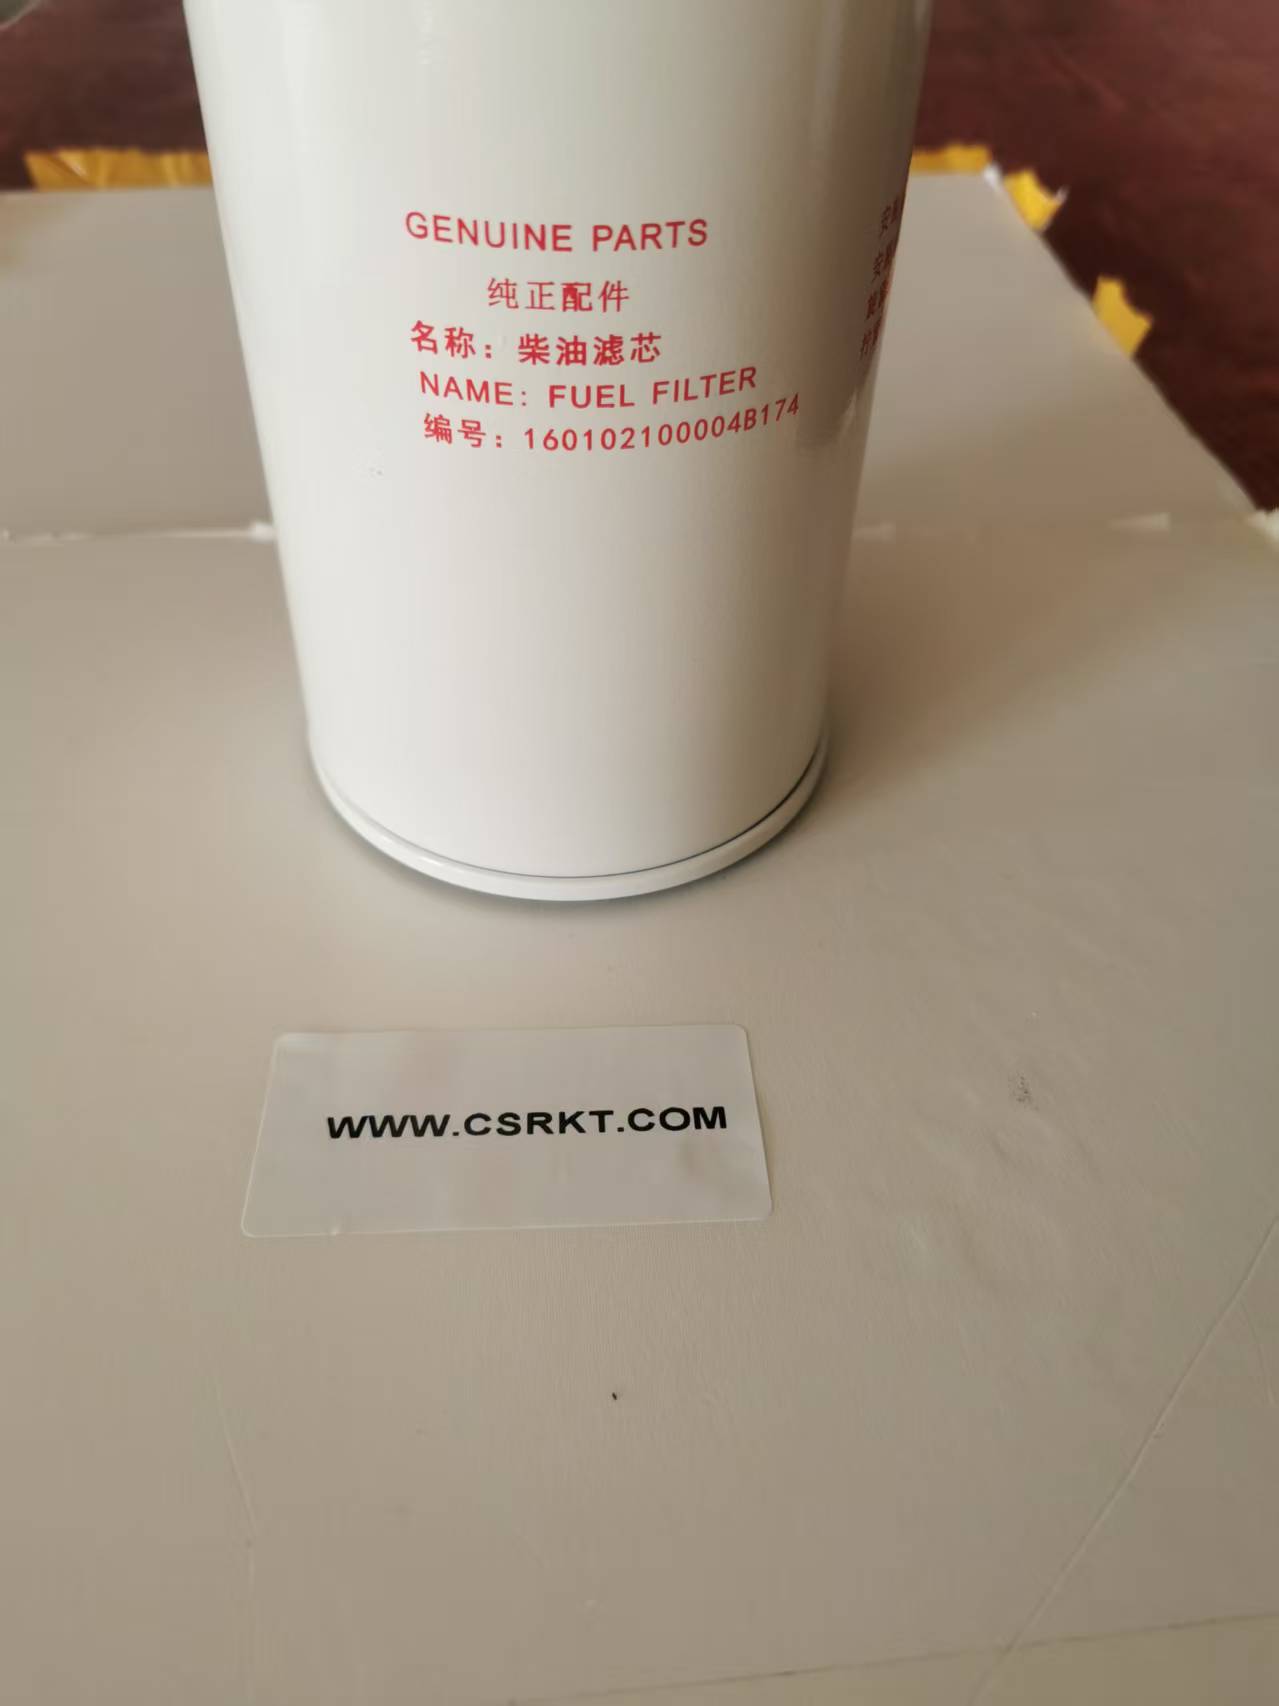 GENUINE PARTS
纯正配件
名称：柴油滤芯
NAME: FUEL FILTER
编号：160102100004B174
WWW.CSRKT.COM